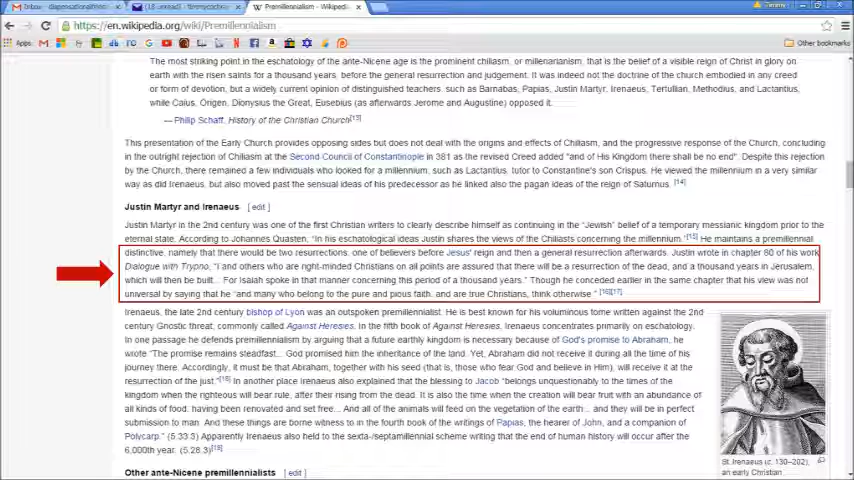 Premillennialism - Wikipedia
https://en.wikipedia.org/wiki/Premillennialism
Apps
Other bookmarks
The most striking point in the eschatology of the ante-Nicene age is the prominent chiliasm, or millenarianism, that is the belief of a visible reign of Christ in glory on
earth with the risen saints for a thousand years, before the general resurrection and judgement. It was indeed not the doctrine of the church embodied in any creed
or form of devotion, but a widely current opinion of distinguished teachers, such as Barnabas, Papias, Justin Martyr, Irenaeus, Tertullian, Methodius, and Lactantius,
while Caius, Origen, Dionysius the Great, Eusebius (as afterwards Jerome and Augustine) opposed it.
— Philip Schaff, History of the Christian Church[13]
This presentation of the Early Church provides opposing sides but does not deal with the origins and effects of Chiliasm, and the progressive response of the Church, concluding
in the outright rejection of Chiliasm at the Second Council of Constantinople in 381 as the revised Creed added "and of His Kingdom there shall be no end". Despite this rejection
by the Church, there remained a few individuals who looked for a millennium, such as Lactantius, tutor to Constantine's son Crispus. He viewed the millennium in a very similar
way as did Irenaeus, but also moved past the sensual ideas of his predecessor as he linked also the pagan ideas of the reign of Saturnus. [14]
Justin Martyr and Irenaeus [ edit ]
Justin Martyr in the 2nd century was one of the first Christian writers to clearly describe himself as continuing in the "Jewish" belief of a temporary messianic kingdom prior to the
eternal state. According to Johannes Quasten, "In his eschatological ideas Justin shares the views of the Chiliasts concerning the millennium."[15] He maintains a premillennial
distinctive, namely that there would be two resurrections, one of believers before Jesus' reign and then a general resurrection afterwards. Justin wrote in chapter 80 of his work
Dialogue with Trypho, "I and others who are right-minded Christians on all points are assured that there will be a resurrection of the dead, and a thousand years in Jerusalem,
which will then be built... For Isaiah spoke in that manner concerning this period of a thousand years." Though he conceded earlier in the same chapter that his view was not
universal by saying that he "and many who belong to the pure and pious faith, and are true Christians, think otherwise." [16][17]
Irenaeus, the late 2nd century bishop of Lyon was an outspoken premillennialist. He is best known for his voluminous tome written against the 2nd
century Gnostic threat, commonly called Against Heresies. In the fifth book of Against Heresies, Irenaeus concentrates primarily on eschatology.
In one passage he defends premillennialism by arguing that a future earthly kingdom is necessary because of God's promise to Abraham, he
wrote "The promise remains steadfast... God promised him the inheritance of the land. Yet, Abraham did not receive it during all the time of his
journey there. Accordingly, it must be that Abraham, together with his seed (that is, those who fear God and believe in Him), will receive it at the
resurrection of the just."[18] In another place Irenaeus also explained that the blessing to Jacob "belongs unquestionably to the times of the
kingdom when the righteous will bear rule, after their rising from the dead. It is also the time when the creation will bear fruit with an abundance of
all kinds of food, having been renovated and set free... And all of the animals will feed on the vegetation of the earth... and they will be in perfect
submission to man. And these things are borne witness to in the fourth book of the writings of Papias, the hearer of John, and a companion of
Polycarp." (5.33.3) Apparently Irenaeus also held to the sexta-/septamillennial scheme writing that the end of human history will occur after the
6,000th year. (5.28.3)[19]
St. Irenaeus (c. 130–202),
an early Christian
Other ante-Nicene premillennialists [ edit ]